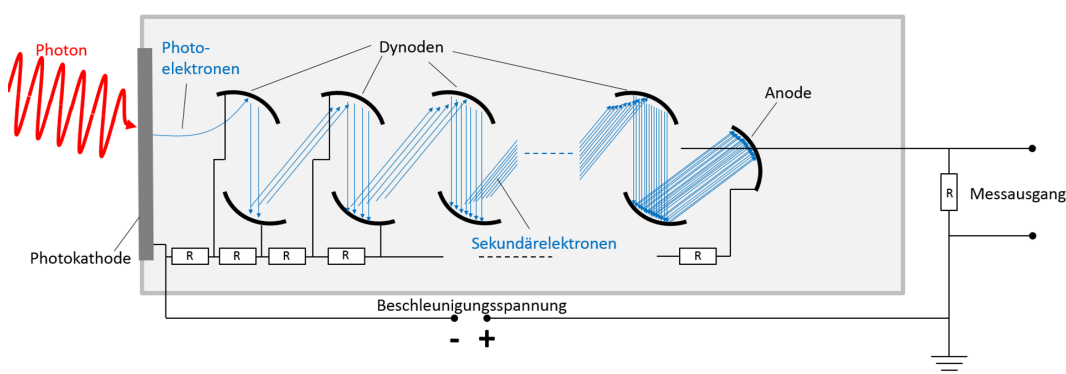 Photon
Photo-
elektronen
Dynoden
Anode
R
Messausgang
Sekundärelektronen
Photokathode
R
R
R
R
R
Beschleunigungsspannung
- +